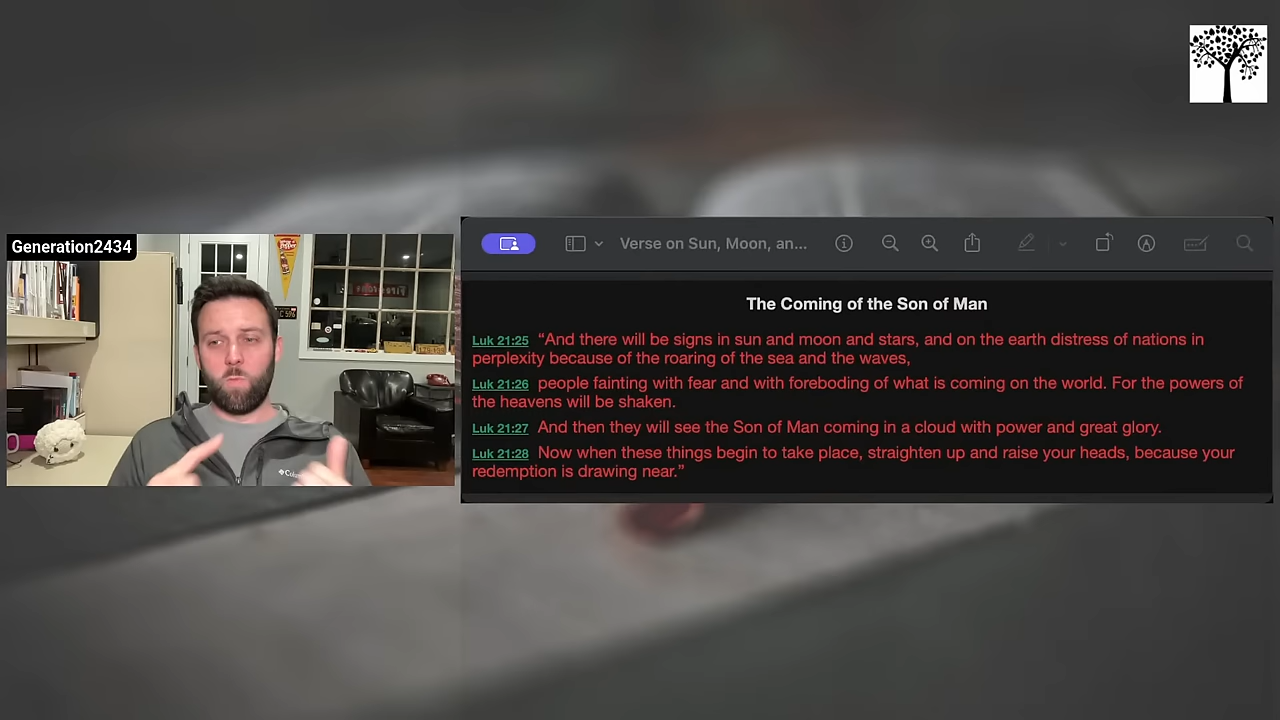 Generation2434
Verse on Sun, Moon, an...
The Coming of the Son of Man
Luk 21:25 “And there will be signs in sun and moon and stars, and on the earth distress of nations in
perplexity because of the roaring of the sea and the waves,
Luk 21:26 people fainting with fear and with foreboding of what is coming on the world. For the powers of
the heavens will be shaken.
Luk 21:27 And then they will see the Son of Man coming in a cloud with power and great glory.
Luk 21:28 Now when these things begin to take place, straighten up and raise your heads, because your
redemption is drawing near.”